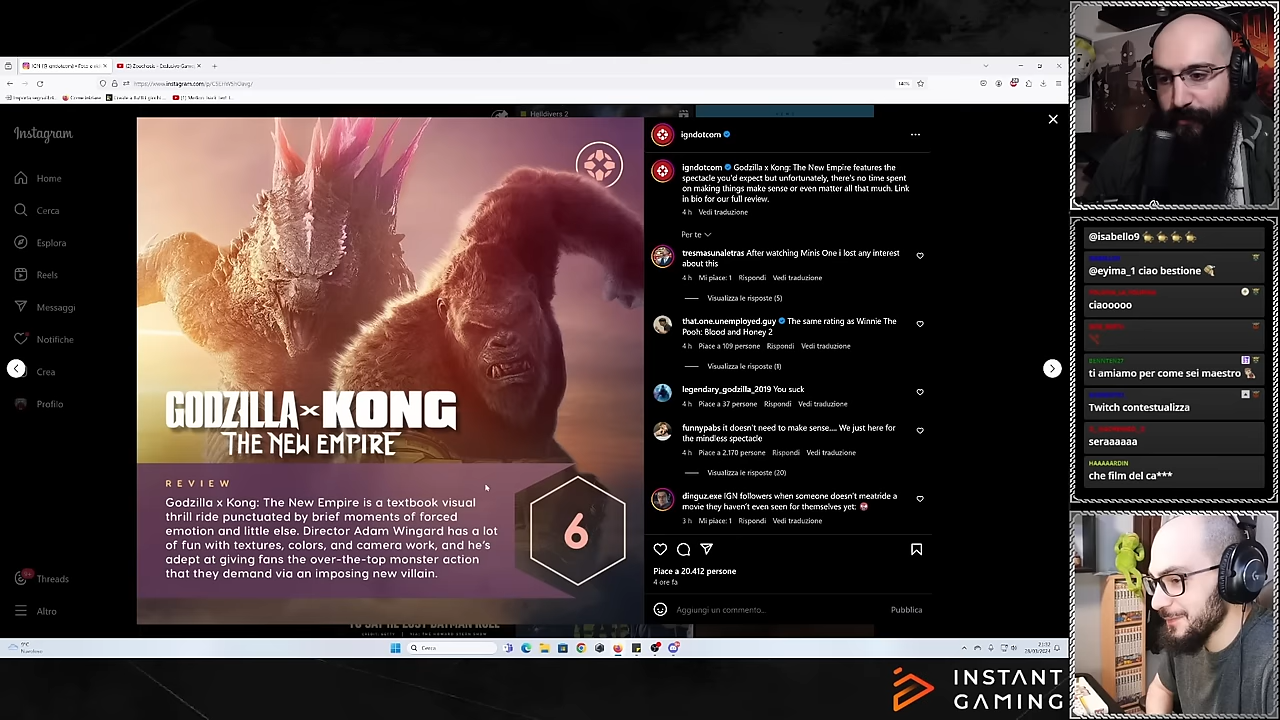 IGN
https://www.instagram.com/p/
Helldivers 2
Instagram
Home
Cerca
Esplora
Reels
Messaggi
Notifiche
Crea
Profilo
Threads
Altro
GODZILLA x KONG
THE NEW EMPIRE
REVIEW
Godzilla x Kong: The New Empire is a textbook visual
thrill ride punctuated by brief moments of forced
emotion and little else. Director Adam Wingard has a lot
of fun with textures, colors, and camera work, and he's
adept at giving fans the over-the-top monster action
that they demand via an imposing new villain.
6
igndotcom
igndotcom Godzilla x Kong: The New Empire features the
spectacle you'd expect but unfortunately, there's no time spent
on making things make sense or even matter all that much. Link
in bio for our full review.
4 h Vedi traduzione
Per te
tresmasunaletras After watching Minis One i lost any interest
about this
4 h Mi piace: 1 Rispondi Vedi traduzione
Visualizza le risposte (5)
that.one.unemployed.guy The same rating as Winnie The
Pooh: Blood and Honey 2
4 h Piace a 109 persone Rispondi Vedi traduzione
Visualizza le risposte (1)
legendary_godzilla_2019 You suck
4 h Piace a 37 persone Rispondi Vedi traduzione
funnypabs it doesn't need to make sense.... We just here for
the mindless spectacle
4 h Piace a 2.170 persone Rispondi Vedi traduzione
Visualizza le risposte (20)
dinguz.exe IGN followers when someone doesn't meatride a
movie they haven't even seen for themselves yet:
3 h Mi piace: 1 Rispondi Vedi traduzione
Piace a 20.412 persone
4 ore fa
Aggiungi un commento...
Pubblica
Cerca
@isabello9
@eyima_1 ciao bestione
ciaooooo
ti amiamo per come sei maestro
Twitch contestualizza
seraaaaaa
HAAAAARDIN
che film del ca***
INSTANT
GAMING